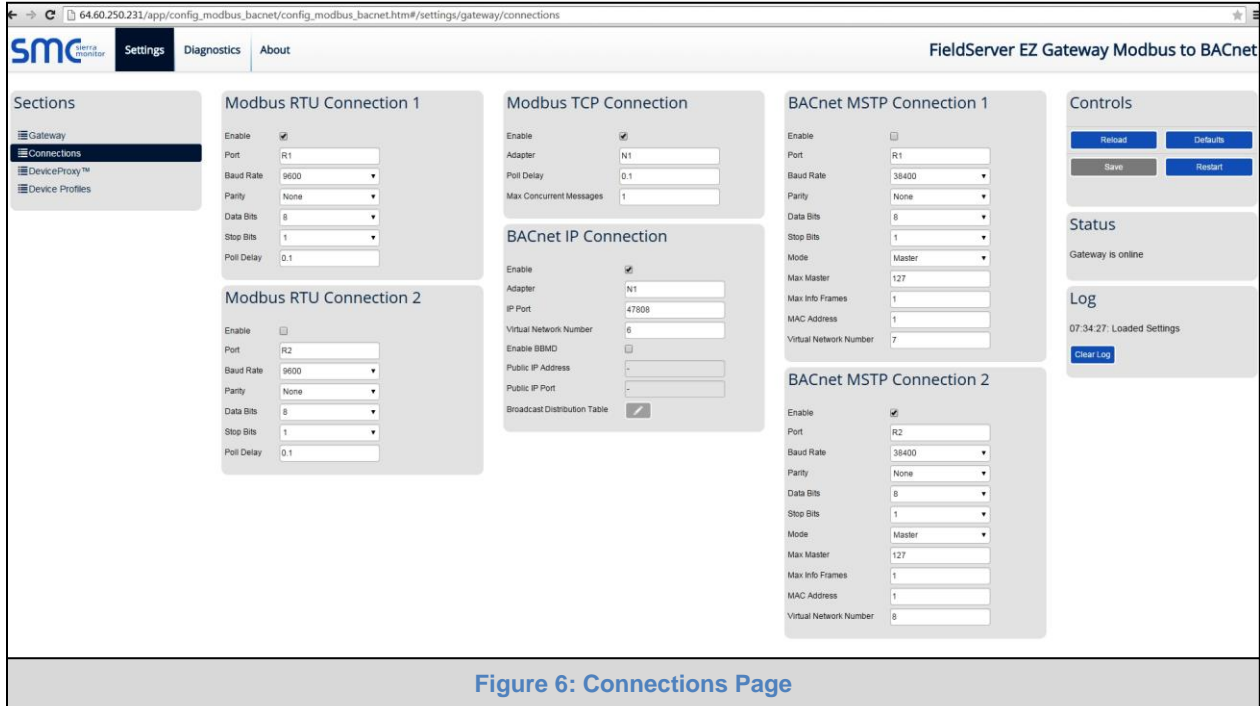 64.60.250.231/app/config_modbus_bacnet/config_modbus_bacnet.htm#/settings/gateway/connections
SMC sierra monitor
Settings Diagnostics About
FieldServer EZ Gateway Modbus to BACnet
Sections
Gateway
Connections
DeviceProxy™
Device Profiles
Modbus RTU Connection 1
Enable
Port R1
Baud Rate 9600
Parity None
Data Bits 8
Stop Bits 1
Poll Delay 0.1
Modbus RTU Connection 2
Enable
Port R2
Baud Rate 9600
Parity None
Data Bits 8
Stop Bits 1
Poll Delay 0.1
Modbus TCP Connection
Enable
Adapter N1
Poll Delay 0.1
Max Concurrent Messages 1
BACnet IP Connection
Enable
Adapter N1
IP Port 47808
Virtual Network Number 6
Enable BBMD
Public IP Address -
Public IP Port -
Broadcast Distribution Table
BACnet MSTP Connection 1
Enable
Port R1
Baud Rate 38400
Parity None
Data Bits 8
Stop Bits 1
Mode Master
Max Master 127
Max Info Frames 1
MAC Address 1
Virtual Network Number 7
BACnet MSTP Connection 2
Enable
Port R2
Baud Rate 38400
Parity None
Data Bits 8
Stop Bits 1
Mode Master
Max Master 127
Max Info Frames 1
MAC Address 1
Virtual Network Number 8
Controls
Reload Defaults
Save Restart
Status
Gateway is online
Log
07:34:27: Loaded Settings
Clear Log
Figure 6: Connections Page